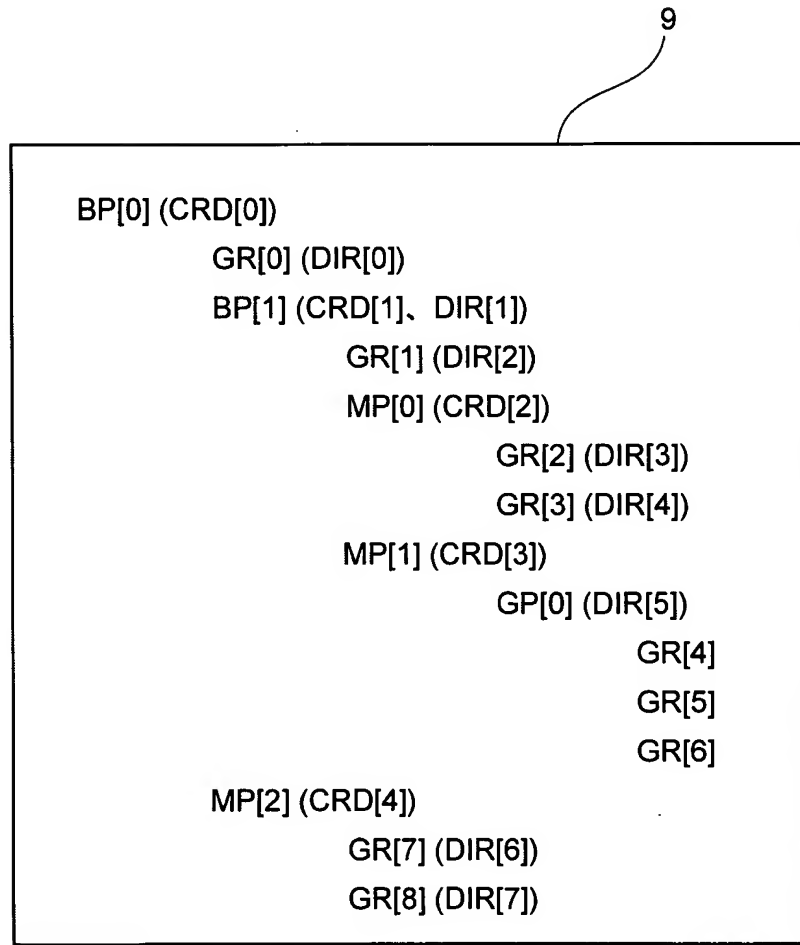 9
BP[0] (CRD[0])
GR[0] (DIR[0])
BP[1] (CRD[1]、DIR[1])
GR[1] (DIR[2])
MP[0] (CRD[2])
GR[2] (DIR[3])
GR[3] (DIR[4])
MP[1] (CRD[3])
GP[0] (DIR[5])
GR[4]
GR[5]
GR[6]
MP[2] (CRD[4])
GR[7] (DIR[6])
GR[8] (DIR[7])